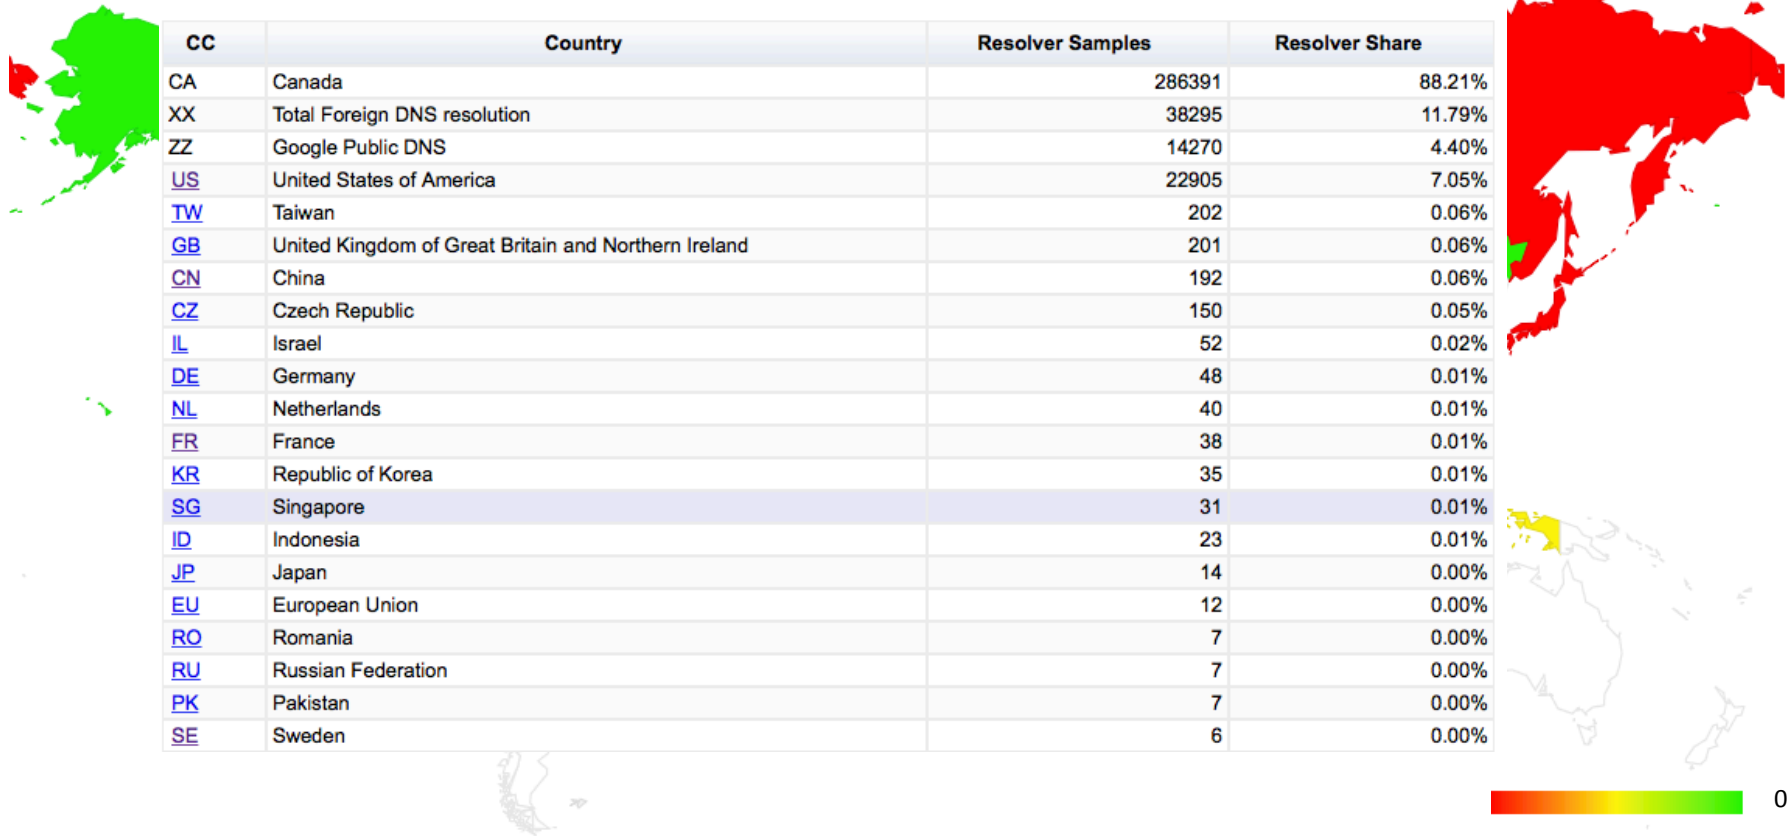 CC Country Resolver Samples Resolver Share
CA Canada 286391 88.21%
XX Total Foreign DNS resolution 38295 11.79%
ZZ Google Public DNS 14270 4.40%
US United States of America 22905 7.05%
TW Taiwan 202 0.06%
GB United Kingdom of Great Britain and Northern Ireland 201 0.06%
CN China 192 0.06%
CZ Czech Republic 150 0.05%
IL Israel 52 0.02%
DE Germany 48 0.01%
NL Netherlands 40 0.01%
FR France 38 0.01%
KR Republic of Korea 35 0.01%
SG Singapore 31 0.01%
ID Indonesia 23 0.01%
JP Japan 14 0.00%
EU European Union 12 0.00%
RO Romania 7 0.00%
RU Russian Federation 7 0.00%
PK Pakistan 7 0.00%
SE Sweden 6 0.00%
0